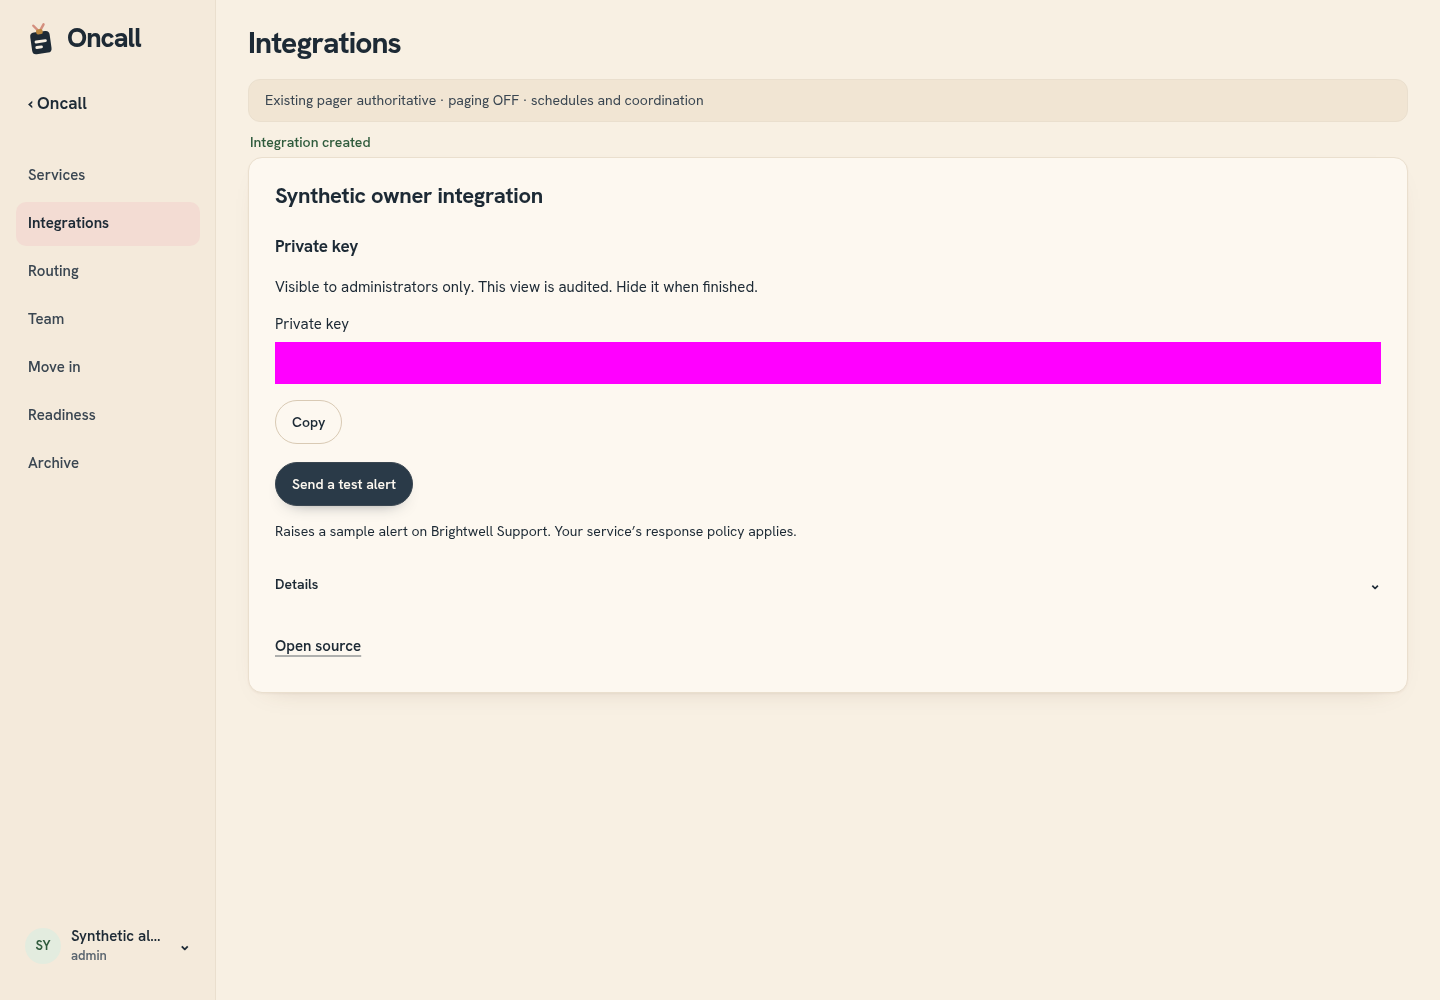 Oncall
‹ Oncall
Services
Integrations
Routing
Team
Move in
Readiness
Archive
SY
Synthetic al…
admin
Integrations
Existing pager authoritative · paging OFF · schedules and coordination
Integration created
Synthetic owner integration
Private key
Visible to administrators only. This view is audited. Hide it when finished.
Private key
Copy
Send a test alert
Raises a sample alert on Brightwell Support. Your service’s response policy applies.
Details
Open source